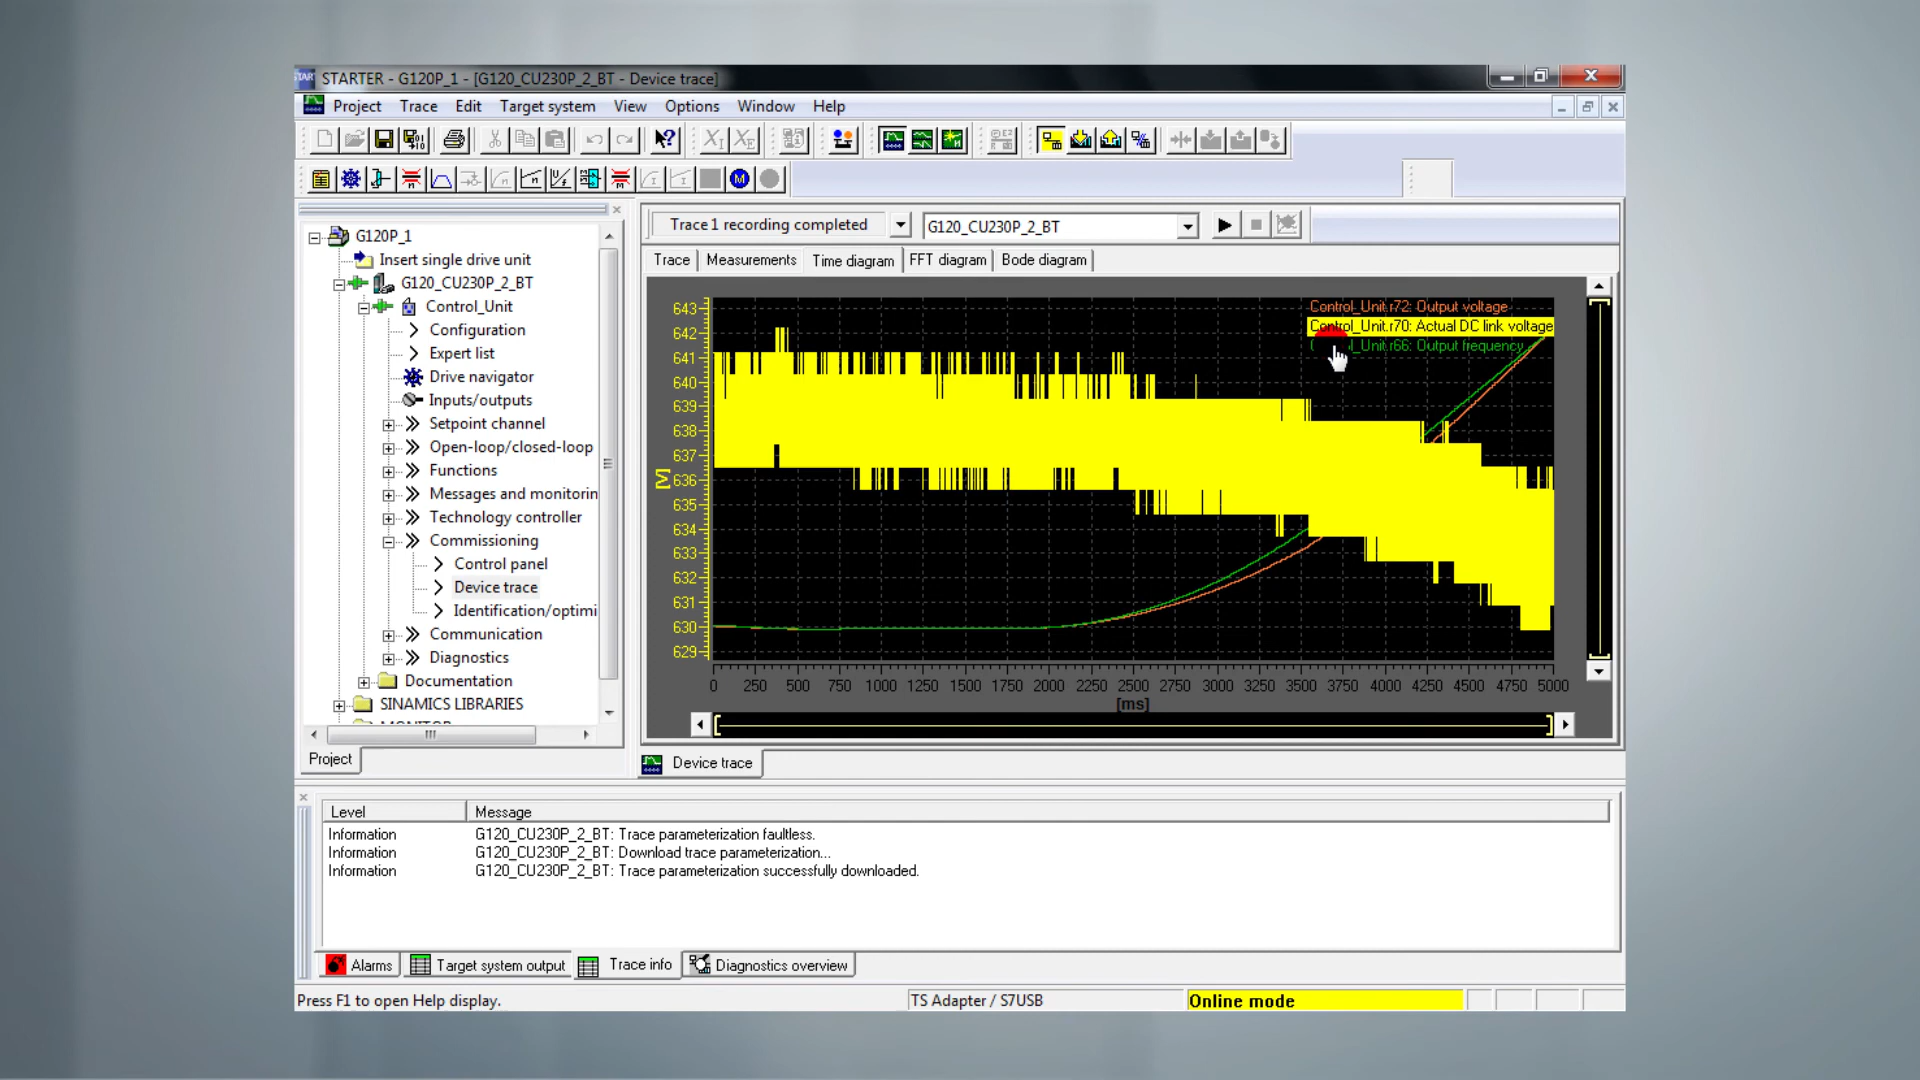 STARTER - G120P_1 - [G120_CU230P_2_BT - Device trace]
Project Trace Edit Target system View Options Window Help
G120P_1
Insert single drive unit
G120_CU230P_2_BT
Control_Unit
Configuration
Expert list
Drive navigator
Inputs/outputs
Setpoint channel
Open-loop/closed-loop
Functions
Messages and monitorin
Technology controller
Commissioning
Control panel
Device trace
Identification/optimi
Communication
Diagnostics
Documentation
SINAMICS LIBRARIES
MONITOR
Project
Trace 1 recording completed
G120_CU230P_2_BT
Trace Measurements Time diagram FFT diagram Bode diagram
Control_Unit.r72: Output voltage
Control_Unit.r70: Actual DC link voltage
_Unit.r66: Output frequency
643
642
641
640
639
638
637
636
635
634
633
632
631
630
629
[V]
0 250 500 750 1000 1250 1500 1750 2000 2250 2500 2750 3000 3250 3500 3750 4000 4250 4500 4750 5000
[ms]
Device trace
Level Message
Information G120_CU230P_2_BT: Trace parameterization faultless.
Information G120_CU230P_2_BT: Download trace parameterization...
Information G120_CU230P_2_BT: Trace parameterization successfully downloaded.
Alarms Target system output Trace info Diagnostics overview
Press F1 to open Help display. TS Adapter / S7USB Online mode